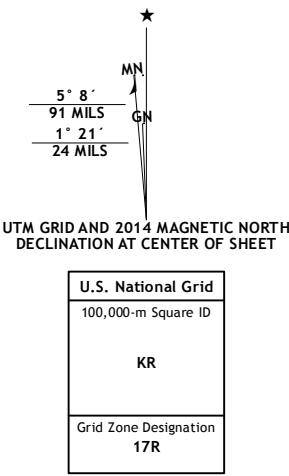 ★
MN
5° 8´
91 MILS
GN
1° 21´
24 MILS
UTM GRID AND 2014 MAGNETIC NORTH
DECLINATION AT CENTER OF SHEET
U.S. National Grid
100,000-m Square ID
KR
Grid Zone Designation
17R